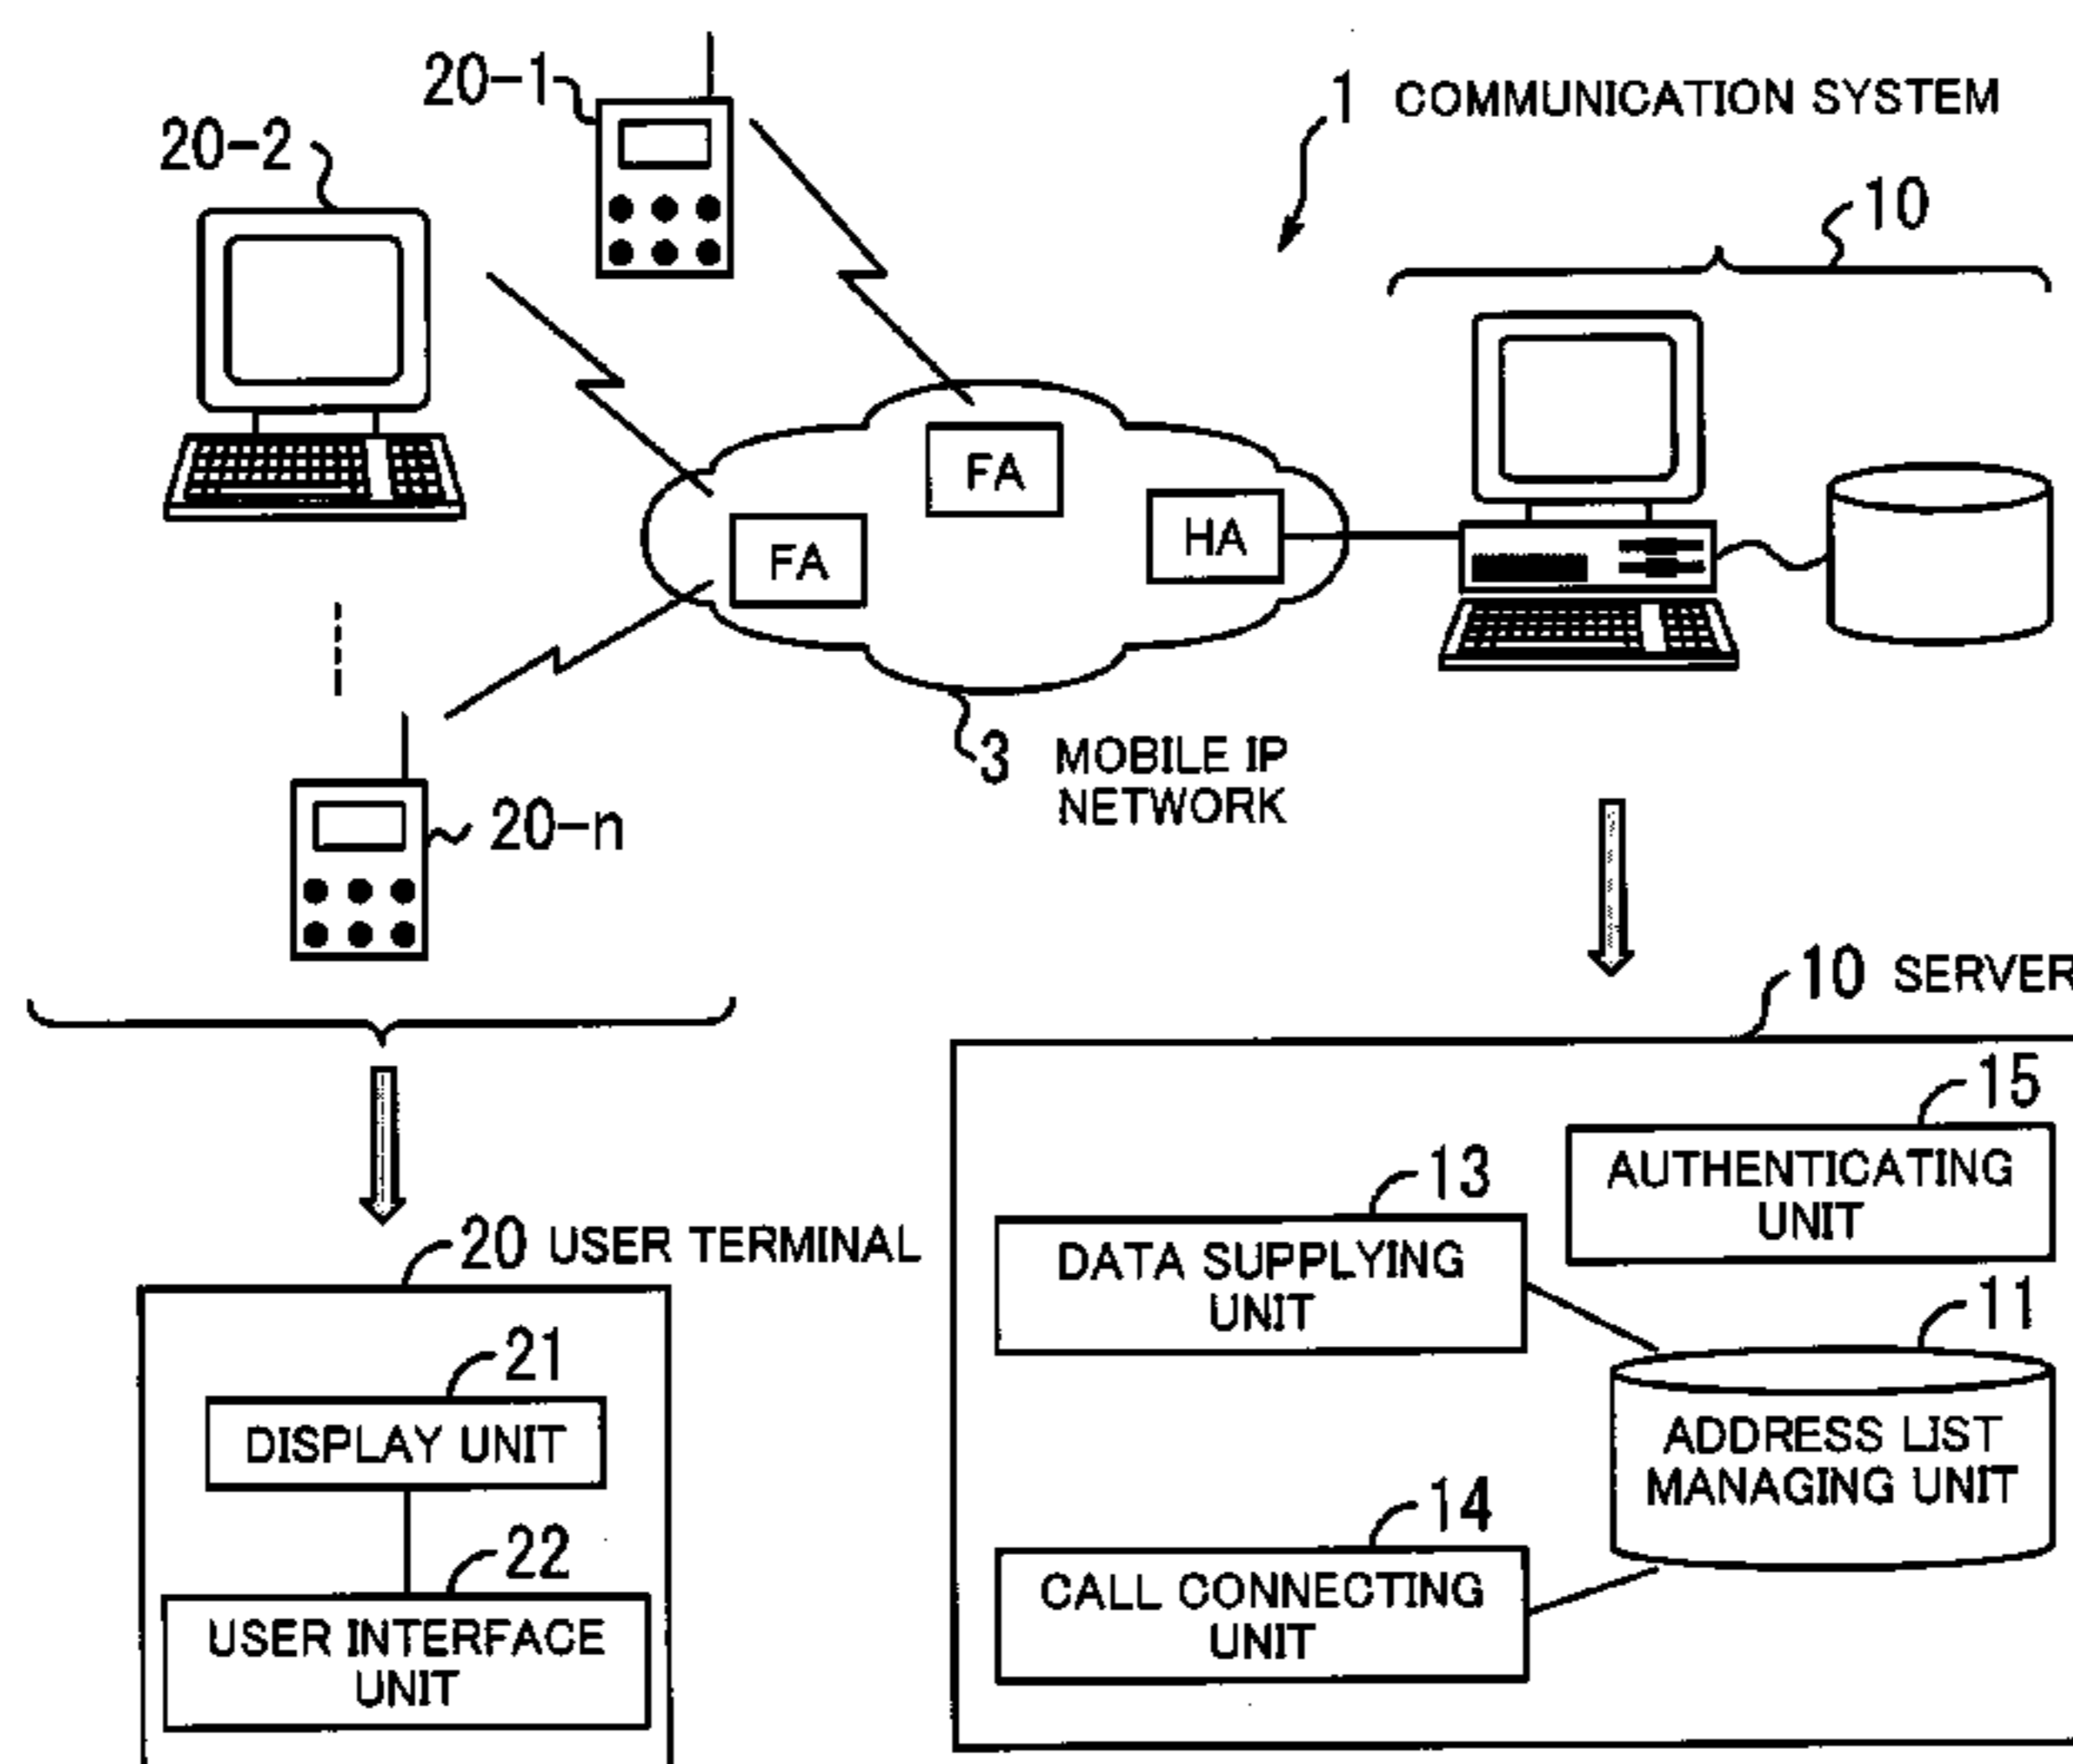 20-1
1 COMMUNICATION SYSTEM
20-2
10
FA
HA
FA
3 MOBILE IP
NETWORK
20-n
10 SERVER
15
AUTHENTICATING
UNIT
13
DATA SUPPLYING
UNIT
20 USER TERMINAL
11
21
DISPLAY UNIT
ADDRESS LIST
MANAGING UNIT
14
CALL CONNECTING
UNIT
22
USER INTERFACE
UNIT